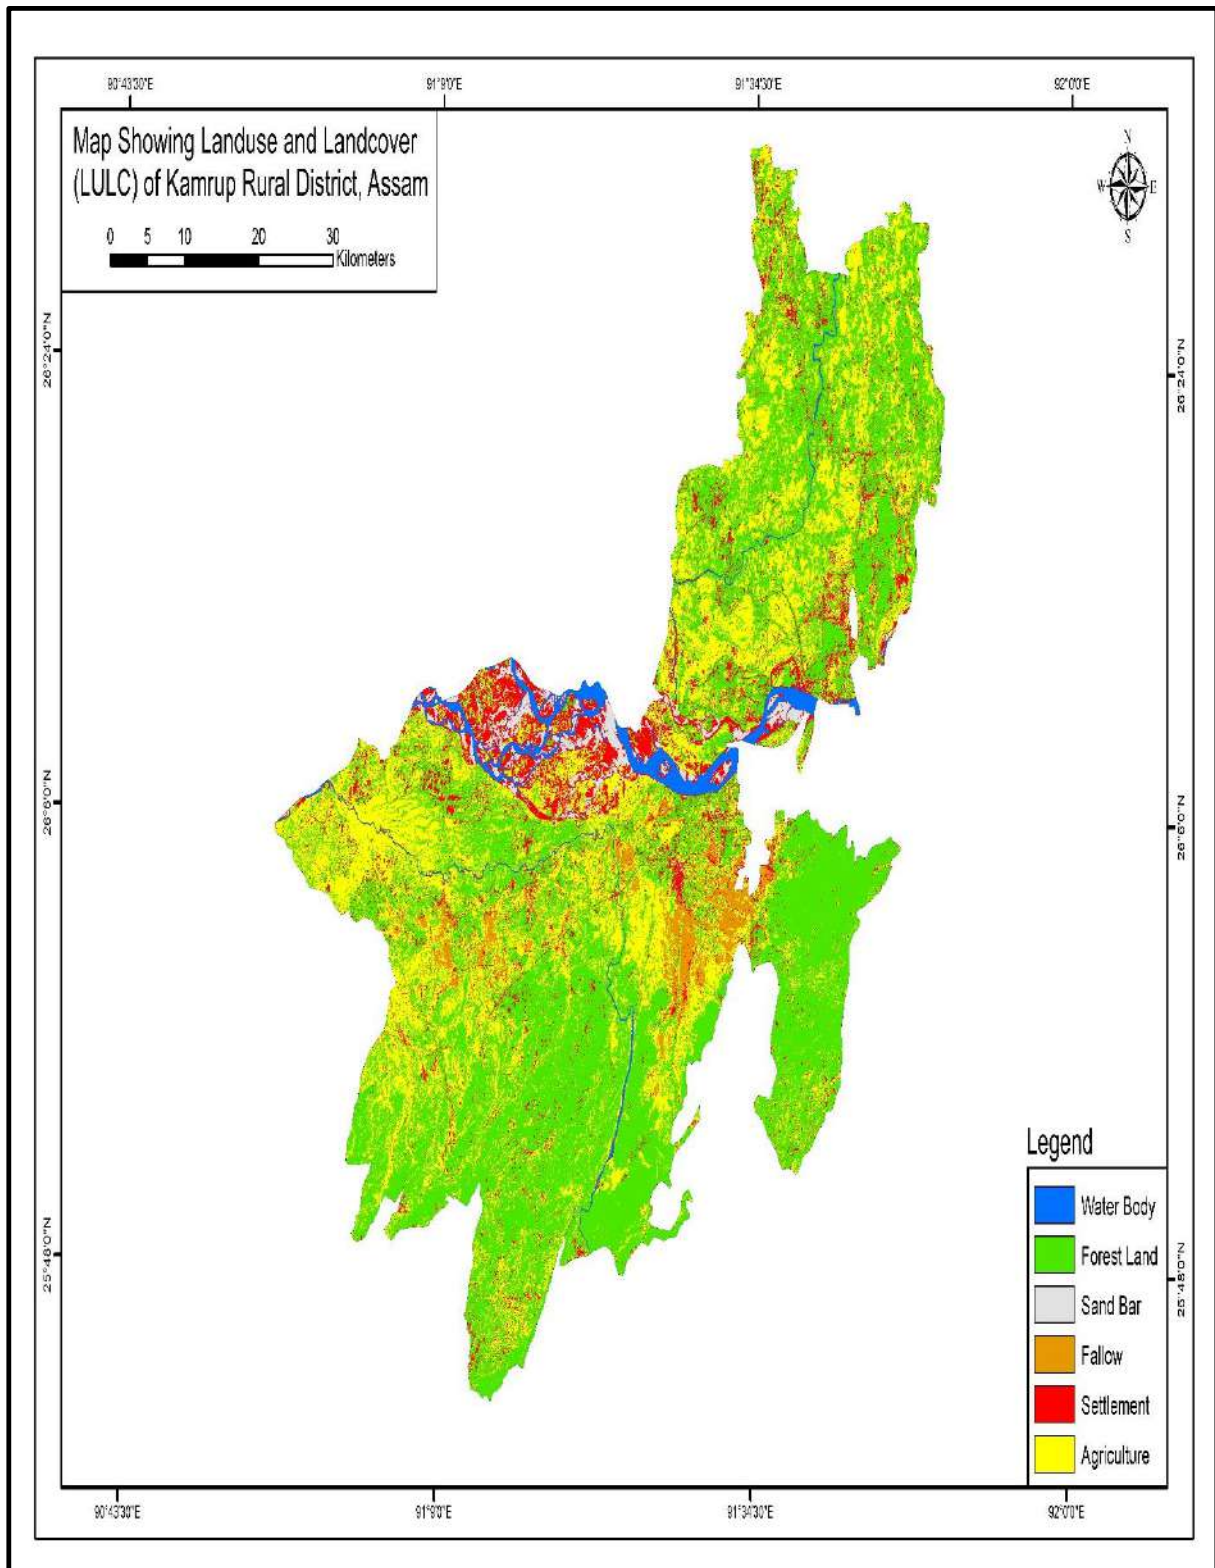 90°43'30"E 91°9'0"E 91°34'30"E 92°0'0"E
Map Showing Landuse and Landcover
(LULC) of Kamrup Rural District, Assam
0 5 10 20 30
Kilometers
N
W E
S
26°24'0"N
26°24'0"N
26°6'0"N
26°6'0"N
25°48'0"N
25°48'0"N
Legend
Water Body
Forest Land
Sand Bar
Fallow
Settlement
Agriculture
90°43'30"E 91°9'0"E 91°34'30"E 92°0'0"E